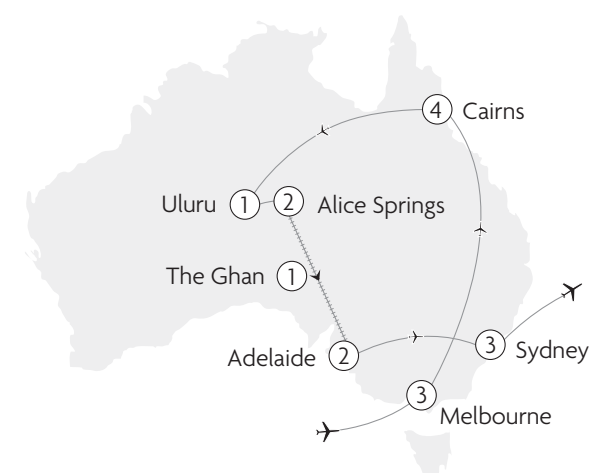 4 Cairns
Uluru 1 2 Alice Springs
The Ghan 1
Adelaide 2 3 Sydney
3 Melbourne